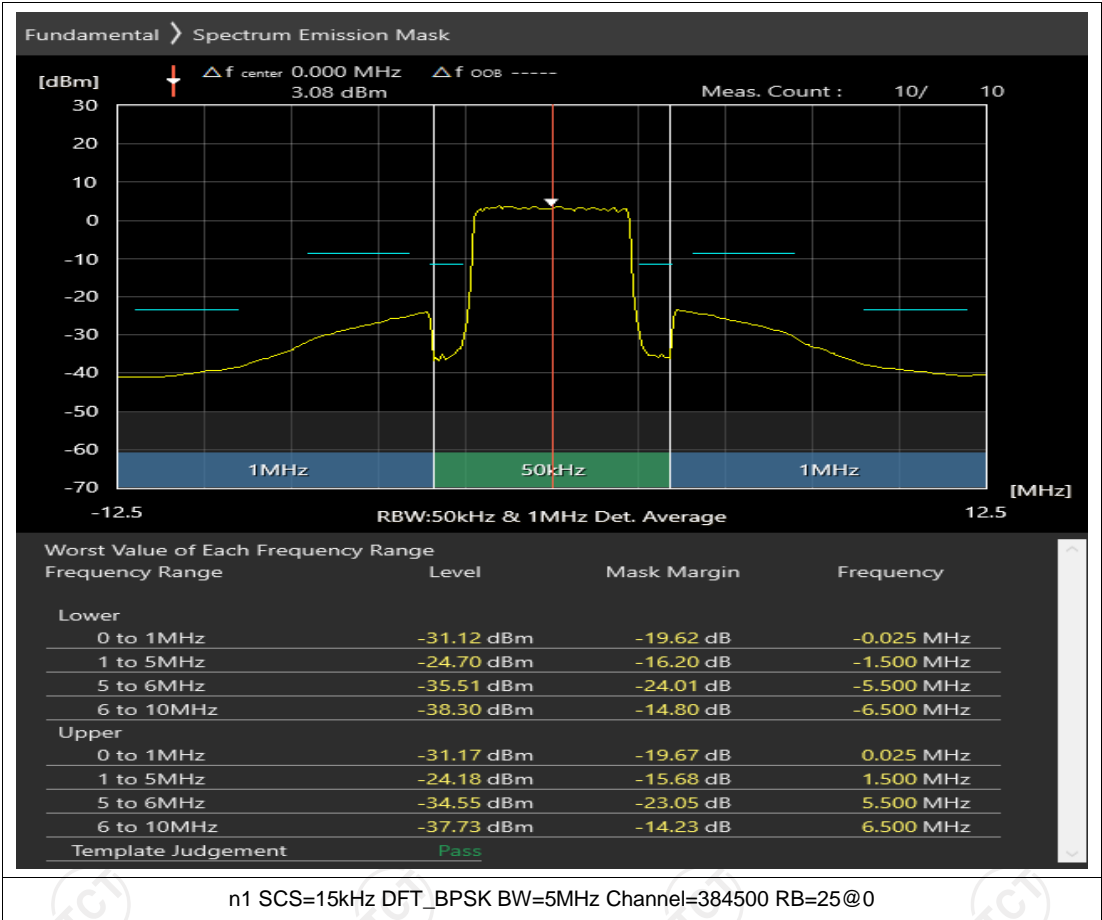 Fundamental ❯ Spectrum Emission Mask
[dBm] △f center 0.000 MHz △f OOB -----
3.08 dBm Meas. Count : 10/ 10
30
20
10
0
-10
-20
-30
-40
-50
-60
-70
1MHz 50kHz 1MHz
[MHz]
-12.5 RBW:50kHz & 1MHz Det. Average 12.5
Worst Value of Each Frequency Range
Frequency Range Level Mask Margin Frequency
Lower
0 to 1MHz -31.12 dBm -19.62 dB -0.025 MHz
1 to 5MHz -24.70 dBm -16.20 dB -1.500 MHz
5 to 6MHz -35.51 dBm -24.01 dB -5.500 MHz
6 to 10MHz -38.30 dBm -14.80 dB -6.500 MHz
Upper
0 to 1MHz -31.17 dBm -19.67 dB 0.025 MHz
1 to 5MHz -24.18 dBm -15.68 dB 1.500 MHz
5 to 6MHz -34.55 dBm -23.05 dB 5.500 MHz
6 to 10MHz -37.73 dBm -14.23 dB 6.500 MHz
Template Judgement Pass
n1 SCS=15kHz DFT_BPSK BW=5MHz Channel=384500 RB=25@0
TCT TCT TCT TCT